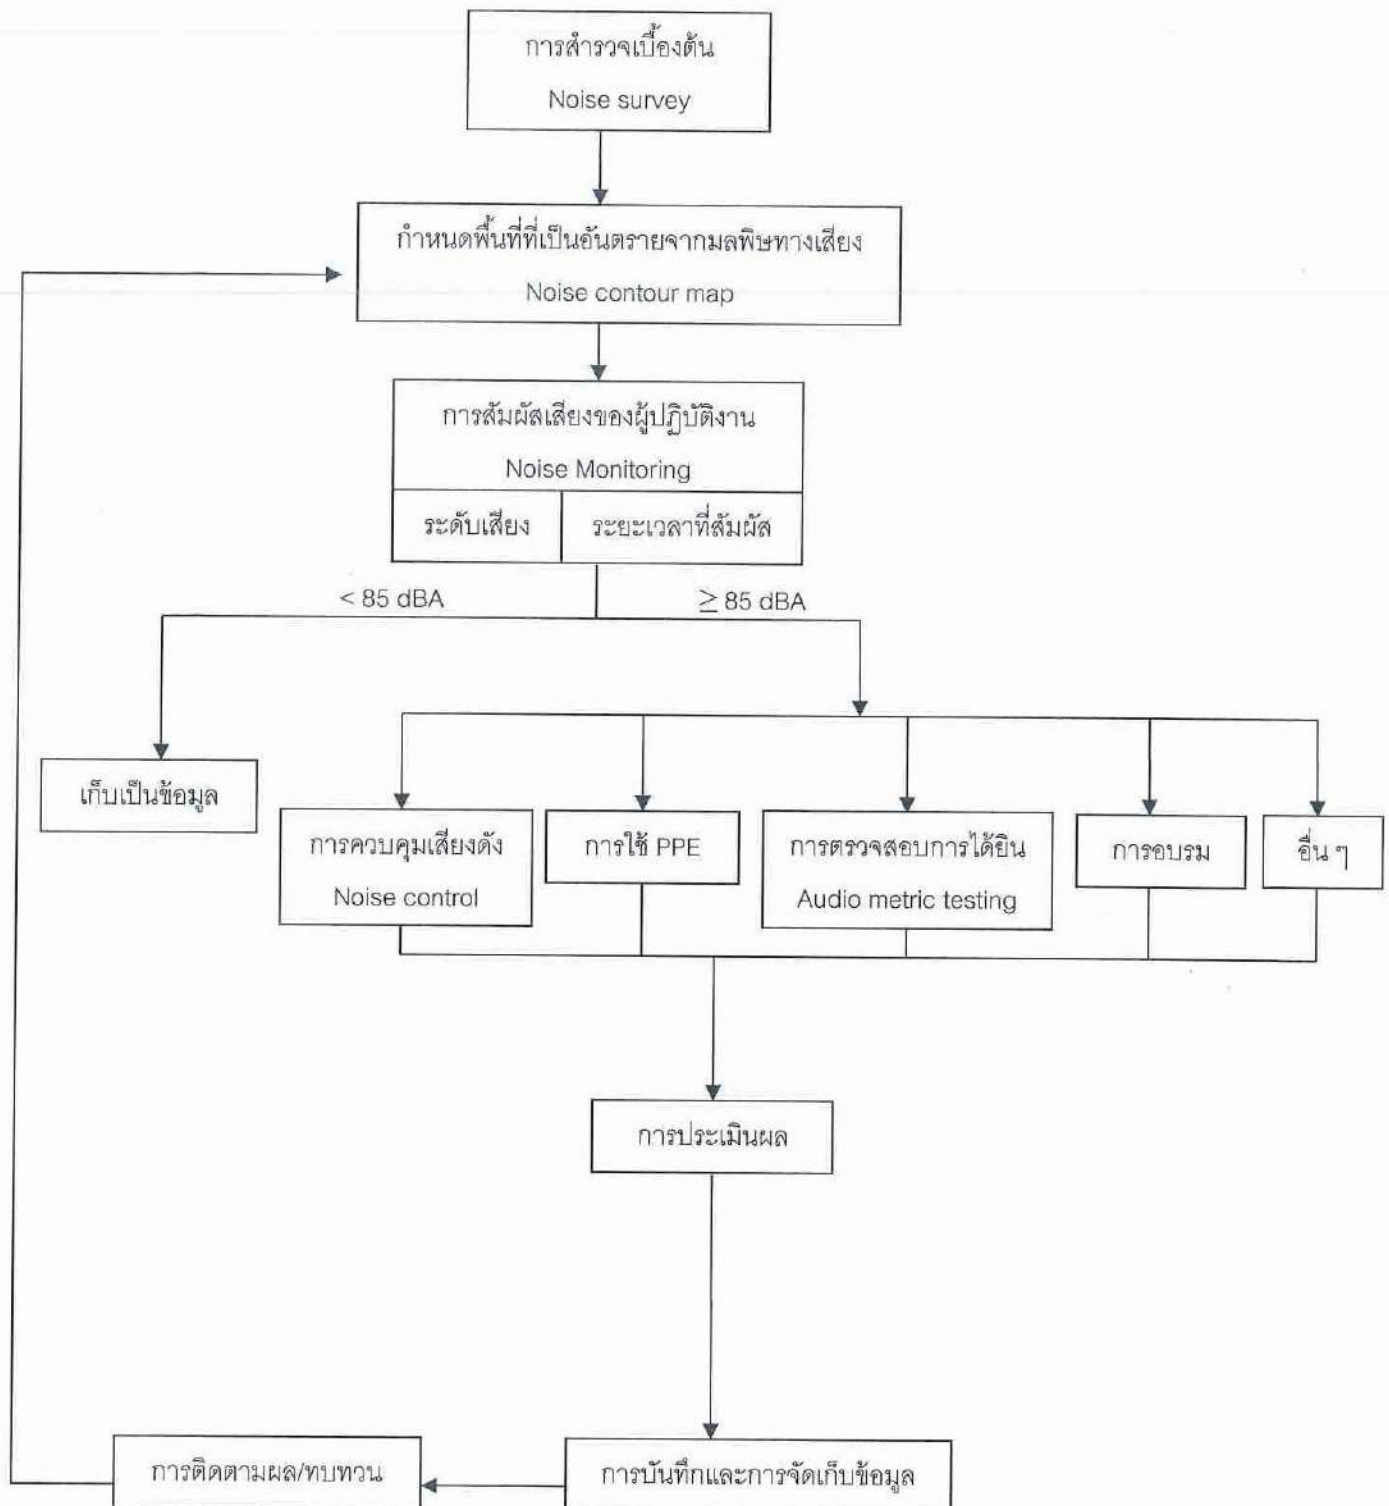 การสำรวจเบื้องต้น
Noise survey
กำหนดพื้นที่ที่เป็นอันตรายจากมลพิษทางเสียง
Noise contour map
การสัมผัสเสียงของผู้ปฏิบัติงาน
Noise Monitoring
ระดับเสียง
ระยะเวลาที่สัมผัส
< 85 dBA
≥ 85 dBA
เก็บเป็นข้อมูล
การควบคุมเสียงดัง
Noise control
การใช้ PPE
การตรวจสอบการได้ยิน
Audio metric testing
การอบรม
อื่น ๆ
การประเมินผล
การติดตามผล/ทบทวน
การบันทึกและการจัดเก็บข้อมูล